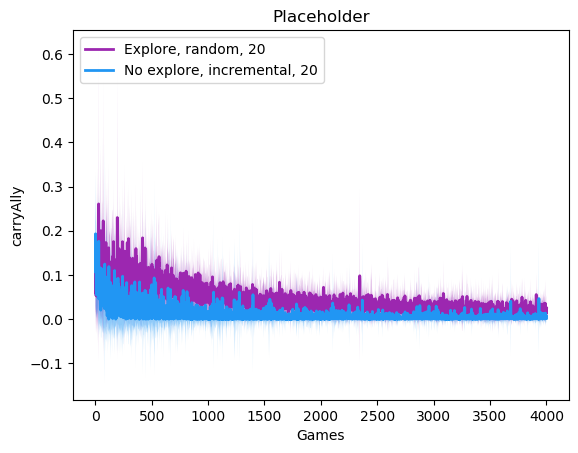 Placeholder
Explore, random, 20
No explore, incremental, 20
0.6
0.5
0.4
0.3
0.2
0.1
0.0
−0.1
carryAlly
0 500 1000 1500 2000 2500 3000 3500 4000
Games